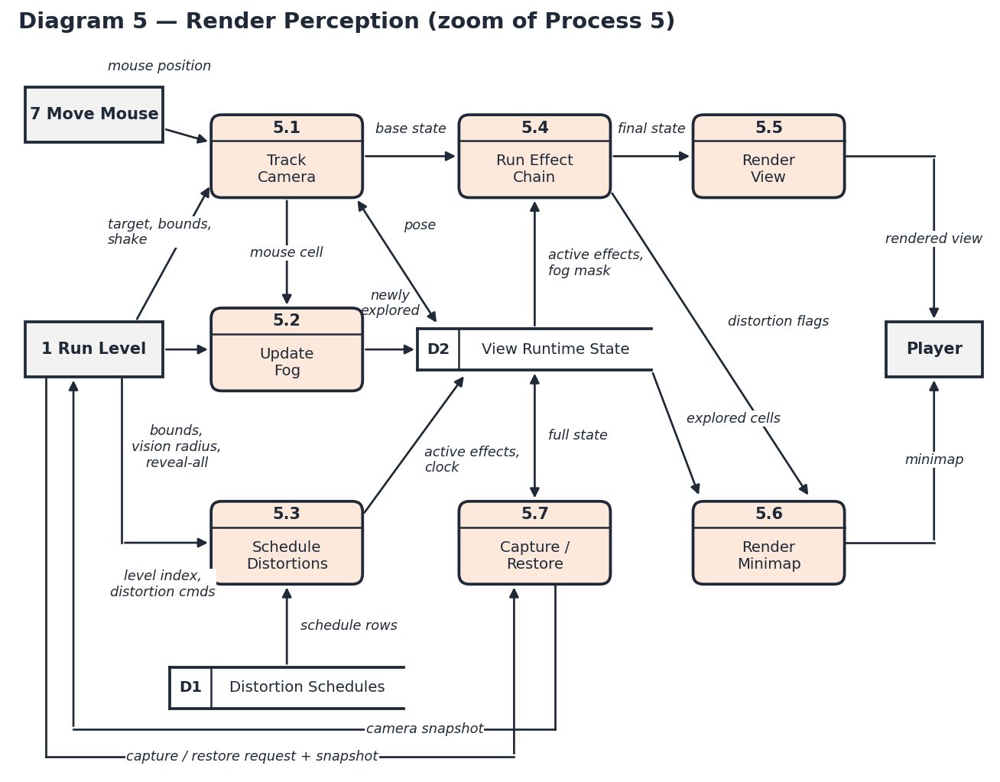 Diagram 5 — Render Perception (zoom of Process 5)
mouse position
7 Move Mouse
5.1
Track
Camera
base state
5.4
Run Effect
Chain
final state
5.5
Render
View
target, bounds,
shake
mouse cell
pose
active effects,
fog mask
rendered view
newly
explored
distortion flags
1 Run Level
5.2
Update
Fog
D2
View Runtime State
Player
bounds,
vision radius,
reveal-all
active effects,
clock
full state
explored cells
minimap
5.3
Schedule
Distortions
5.7
Capture /
Restore
5.6
Render
Minimap
level index,
distortion cmds
schedule rows
D1
Distortion Schedules
camera snapshot
capture / restore request + snapshot